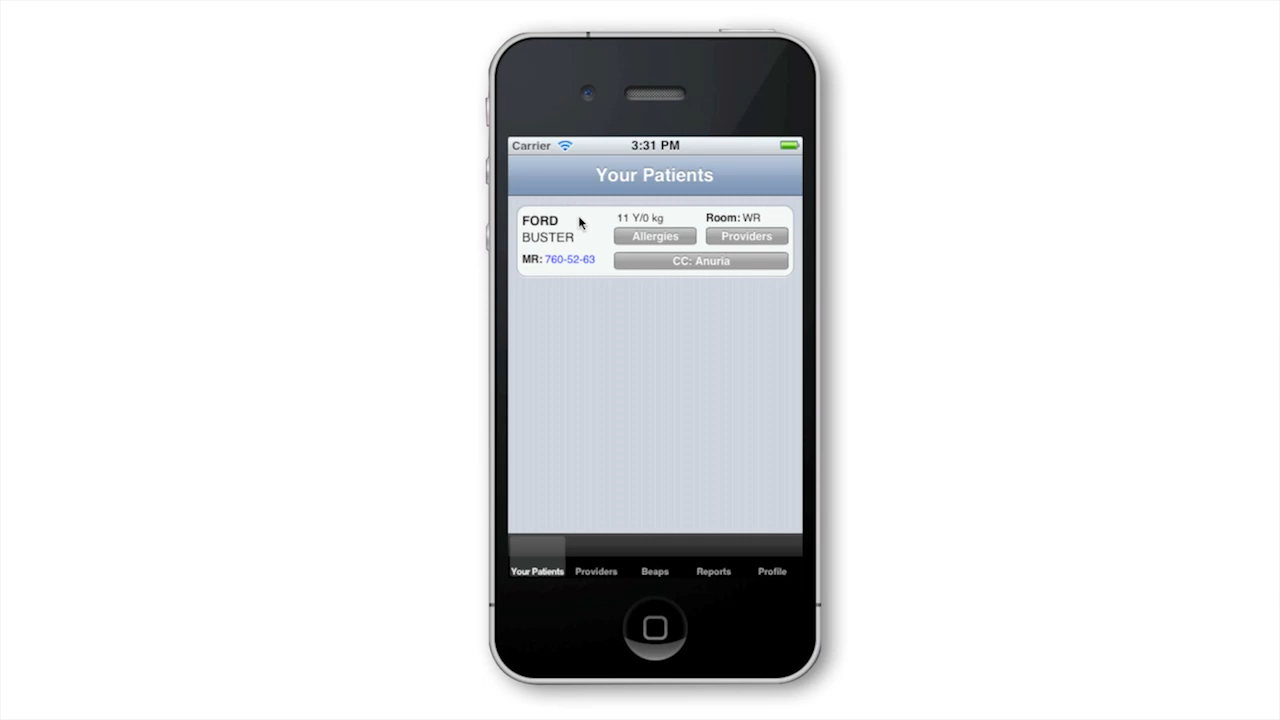 Carrier 3:31 PM
Your Patients
FORD 11 Y/0 kg Room: WR
BUSTER Allergies Providers
MR: 760-52-63 CC: Anuria
Your Patients Providers Beaps Reports Profile